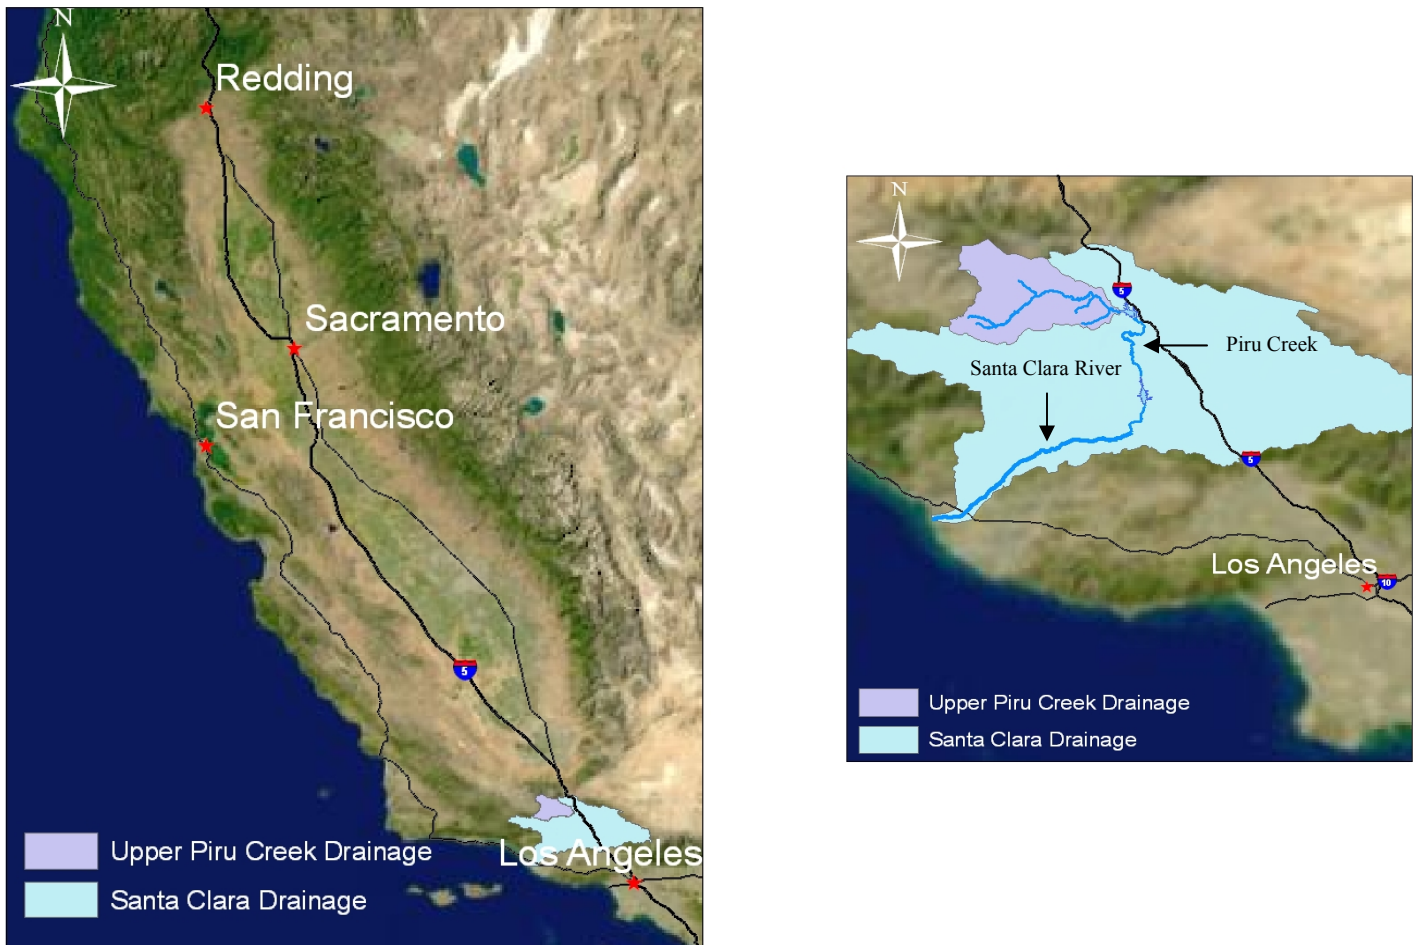 N
Redding
Sacramento
San Francisco
5
Los Angeles
Upper Piru Creek Drainage
Santa Clara Drainage
N
5
Piru Creek
Santa Clara River
5
Los Angeles
10
Upper Piru Creek Drainage
Santa Clara Drainage